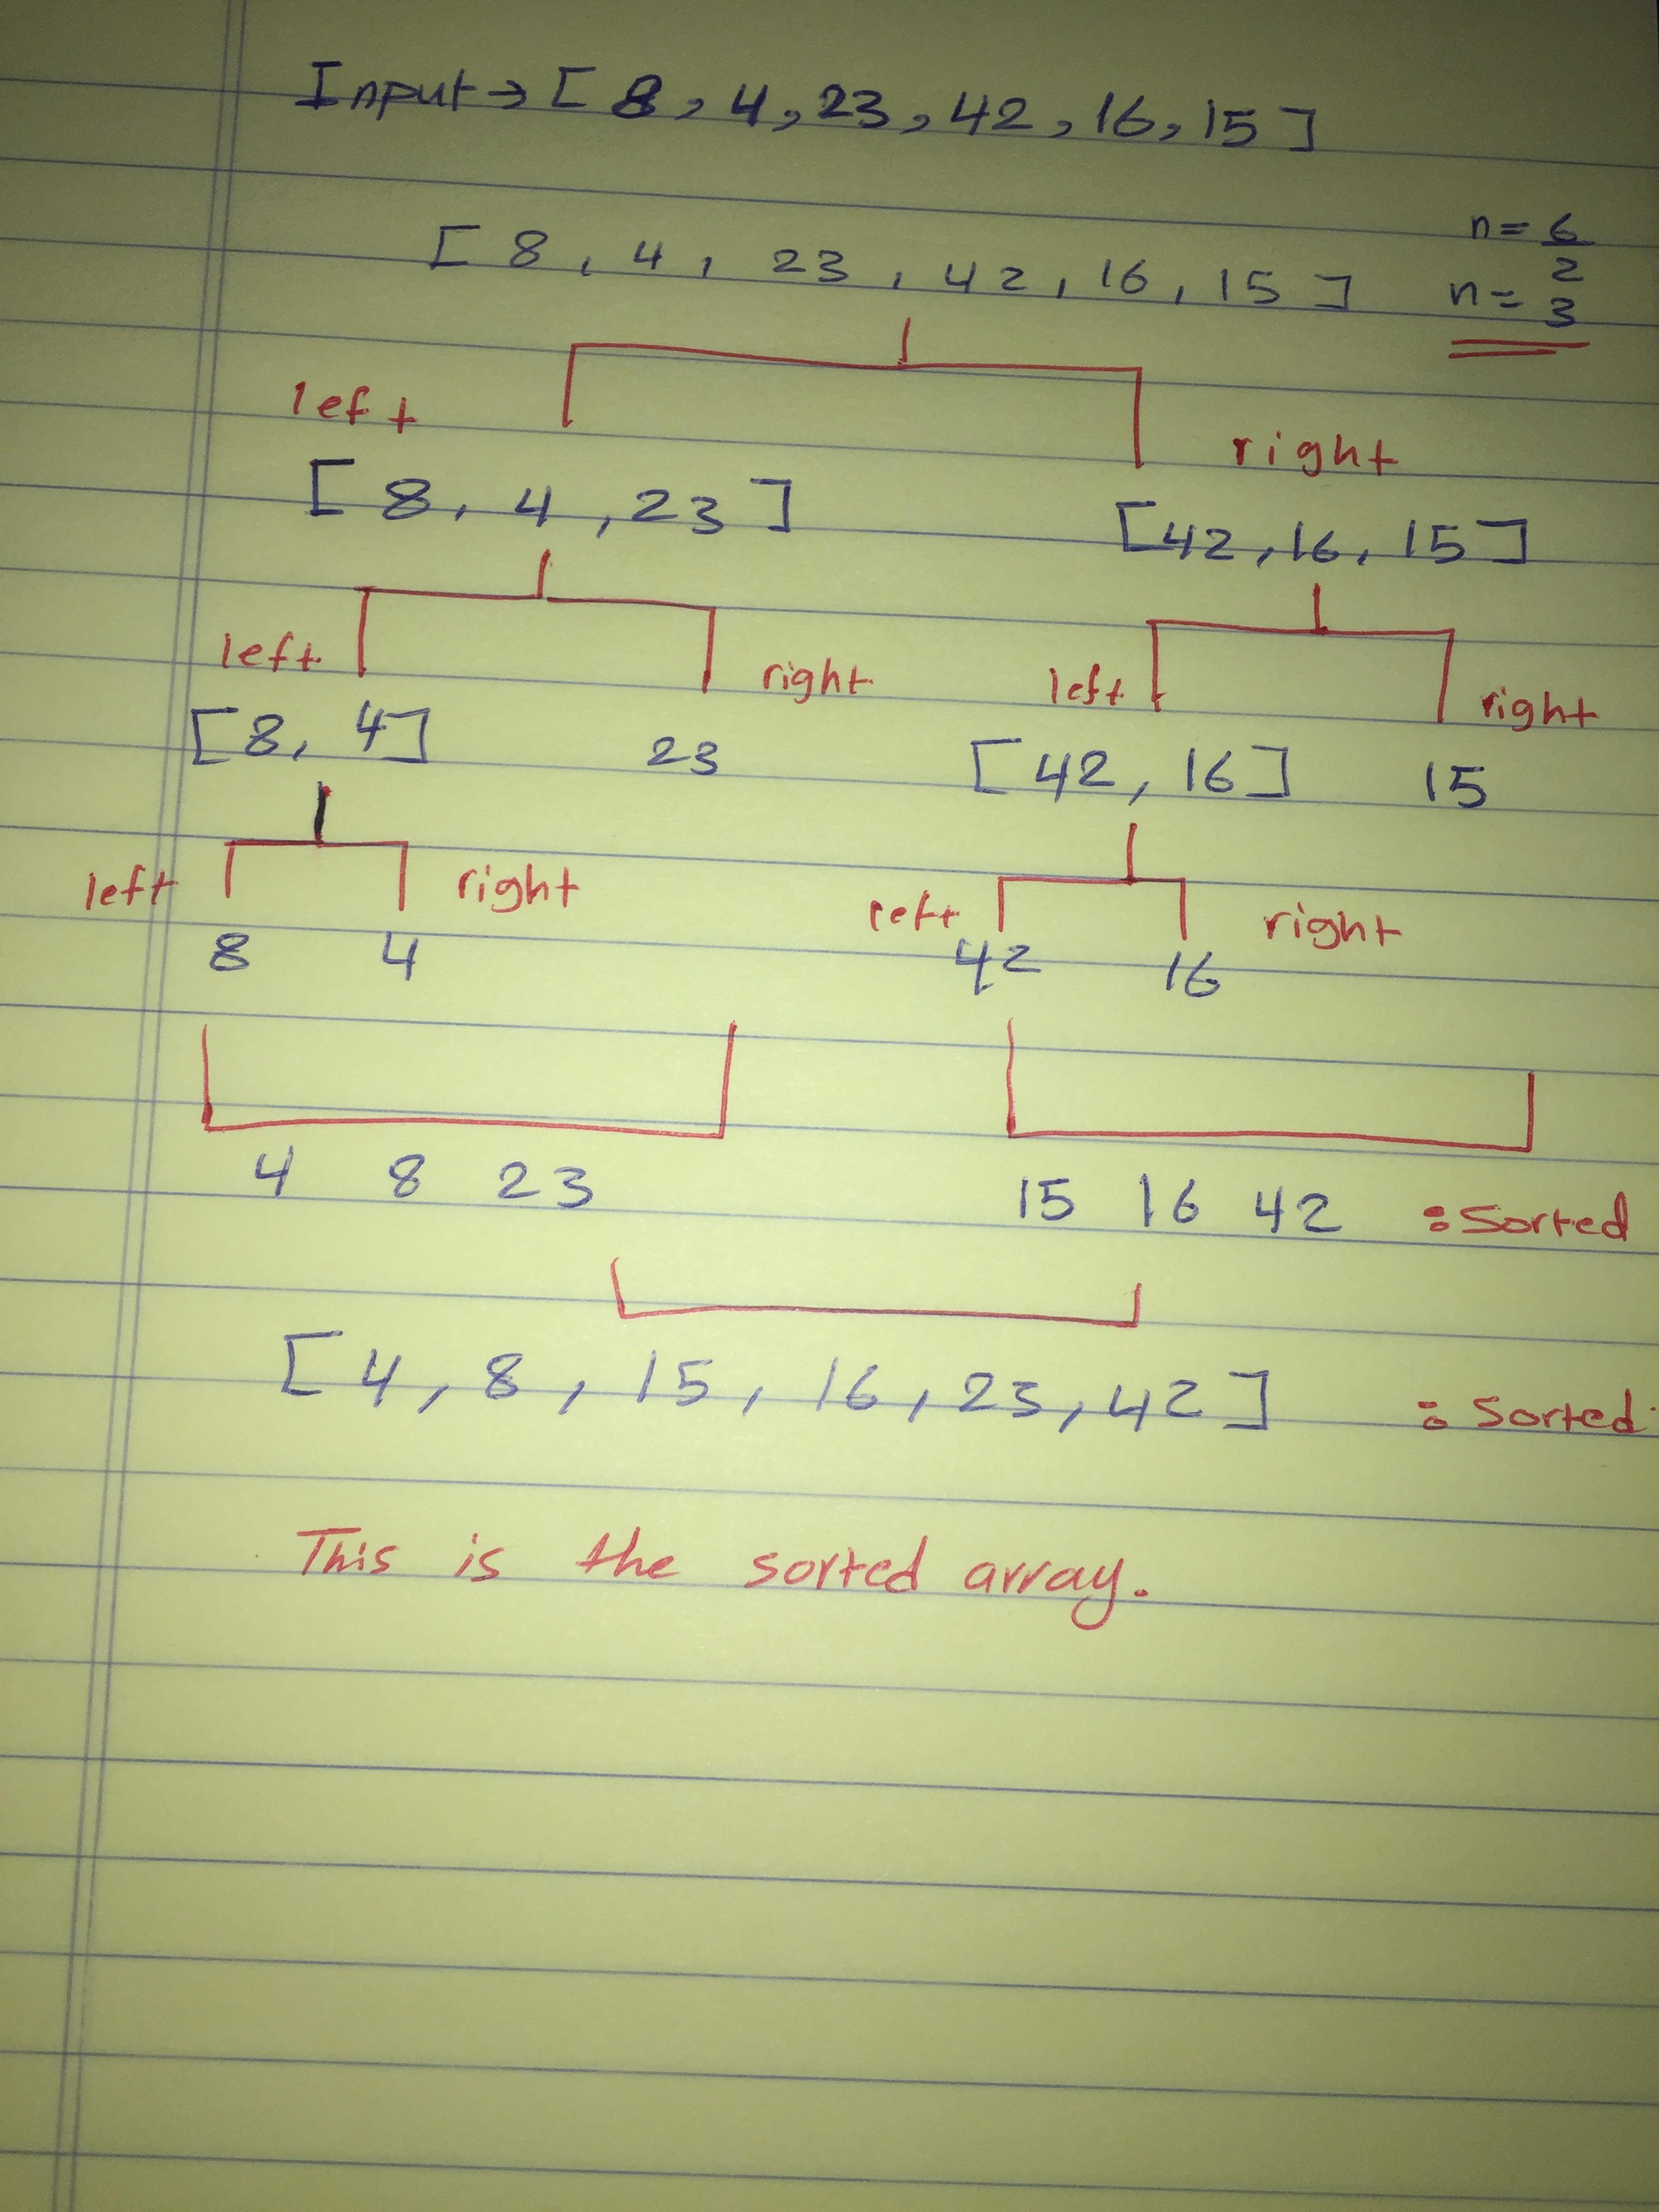 Input → [ 8, 4, 23, 42, 16, 15 ]
[ 8, 4, 23, 42, 16, 15 ]
n = 6/2
n = 3
left
right
[ 8, 4, 23 ]
[42, 16, 15]
left
right
left
right
[8, 4]
23
[42, 16]
15
left
right
left
right
8 4
42 16
4 8 23
15 16 42 : Sorted
[ 4, 8, 15, 16, 23, 42 ] : Sorted
This is the sorted array.